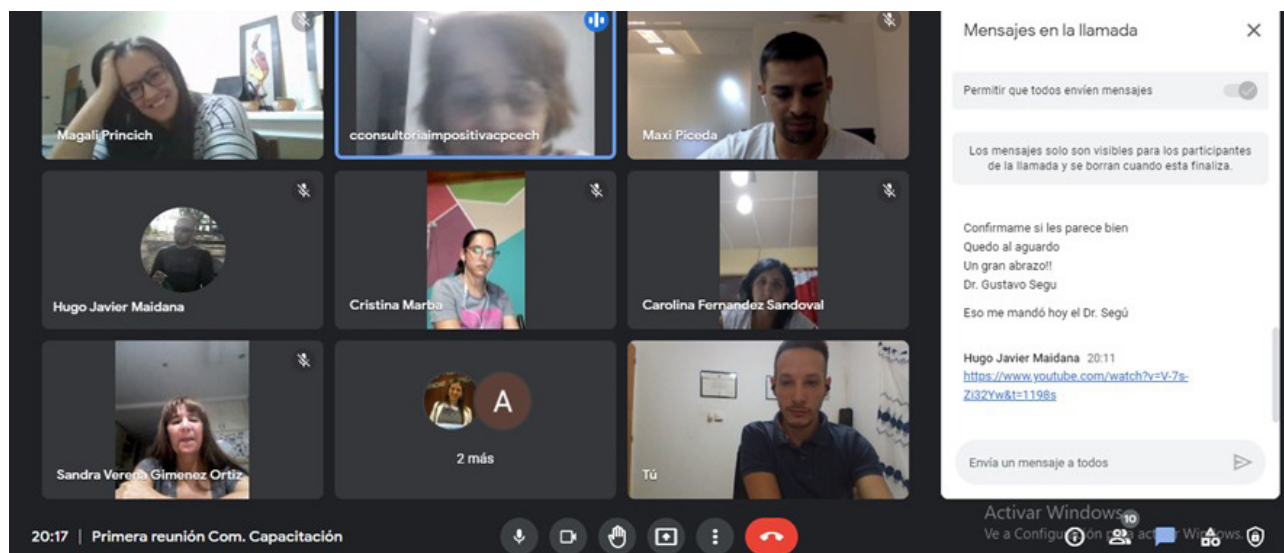 Magali Princich
cconsultoriaimpositivacpcech
Maxi Piceda
Hugo Javier Maidana
Cristina Marba
Carolina Fernandez Sandoval
Sandra Verena Gimenez Ortiz
A
2 más
Tú
20:17 | Primera reunión Com. Capacitación
Mensajes en la llamada
Permitir que todos envíen mensajes
Los mensajes solo son visibles para los participantes
de la llamada y se borran cuando esta finaliza.
Confirmame si les parece bien
Quedo al aguardo
Un gran abrazo!!
Dr. Gustavo Segu
Eso me mandó hoy el Dr. Segú
Hugo Javier Maidana 20:11
https://www.youtube.com/watch?v=V-7s-
Zi32Yw&t=1198s
Envía un mensaje a todos
Activar Windows
10
Ve a Configu ón p a act r Windows.